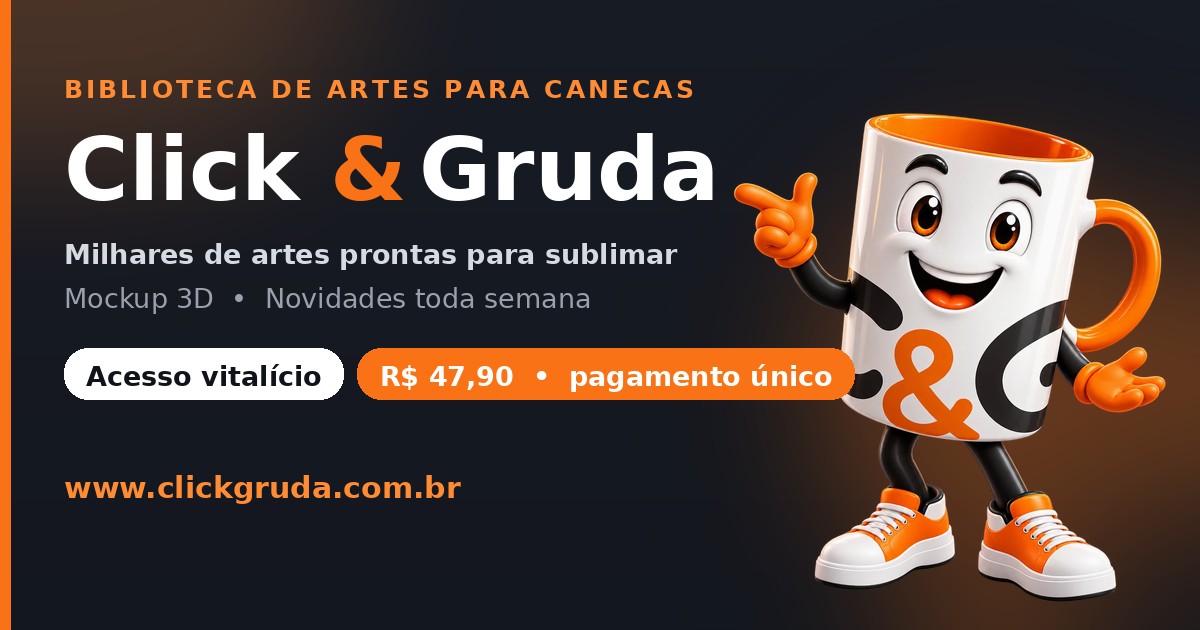 BIBLIOTECA DE ARTES PARA CANECAS
Click & Gruda
Milhares de artes prontas para sublimar
Mockup 3D • Novidades toda semana
Acesso vitalício
R$ 47,90 • pagamento único
C&G
www.clickgruda.com.br